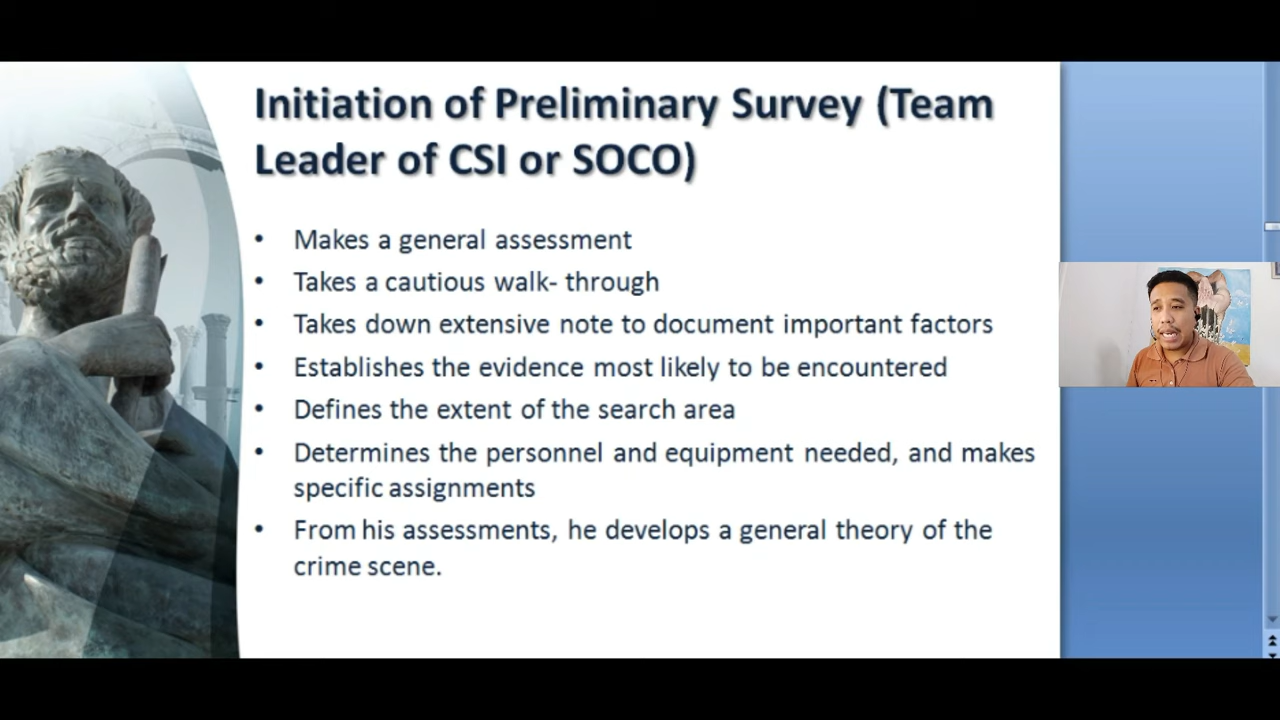 Initiation of Preliminary Survey (Team
Leader of CSI or SOCO)
• Makes a general assessment
• Takes a cautious walk- through
• Takes down extensive note to document important factors
• Establishes the evidence most likely to be encountered
• Defines the extent of the search area
• Determines the personnel and equipment needed, and makes
specific assignments
• From his assessments, he develops a general theory of the
crime scene.